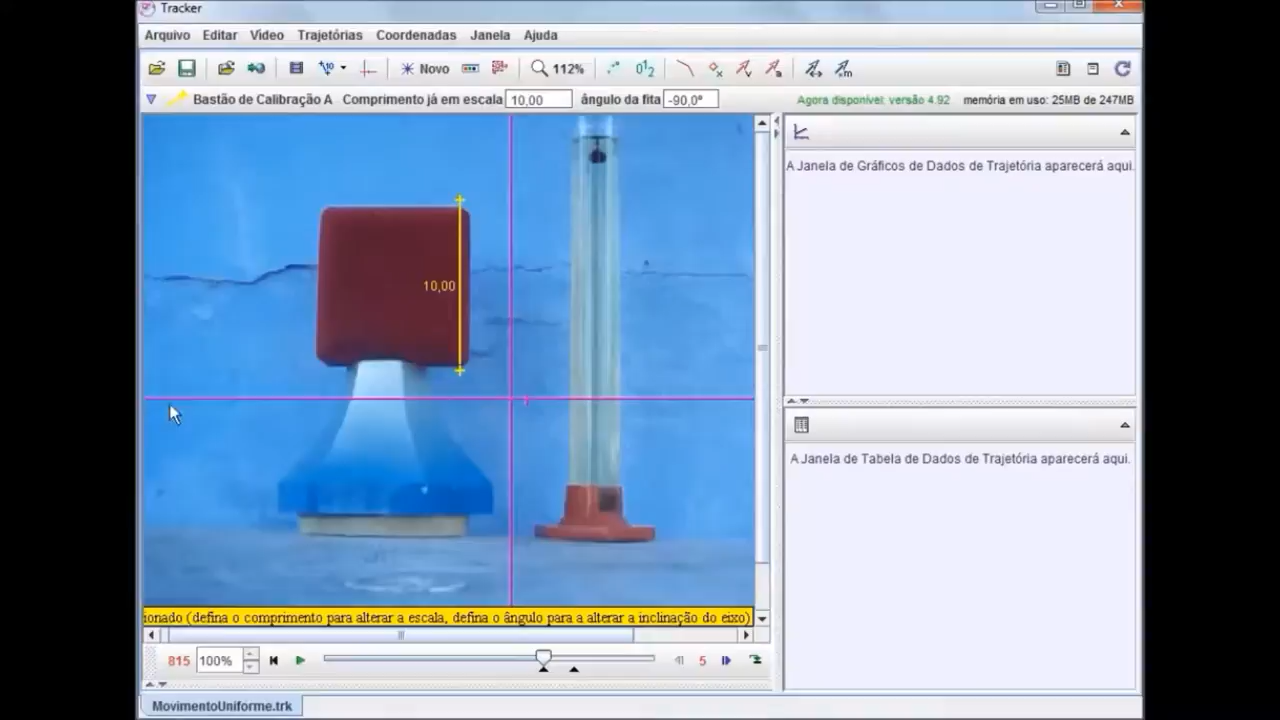 Tracker
Arquivo Editar Video Trajetórias Coordenadas Janela Ajuda
Novo 112%
Bastão de Calibração A Comprimento já em escala 10,00 ângulo da fita -90,0º Agora disponível: versão 4.92 memória em uso: 25MB de 247MB
A Janela de Gráficos de Dados de Trajetória aparecerá aqui.
10,00
A Janela de Tabela de Dados de Trajetória aparecerá aqui.
ionado (defina o comprimento para alterar a escala, defina o ângulo para a alterar a inclinação do eixo)
815 100% 5
MovimentoUniforme.trk